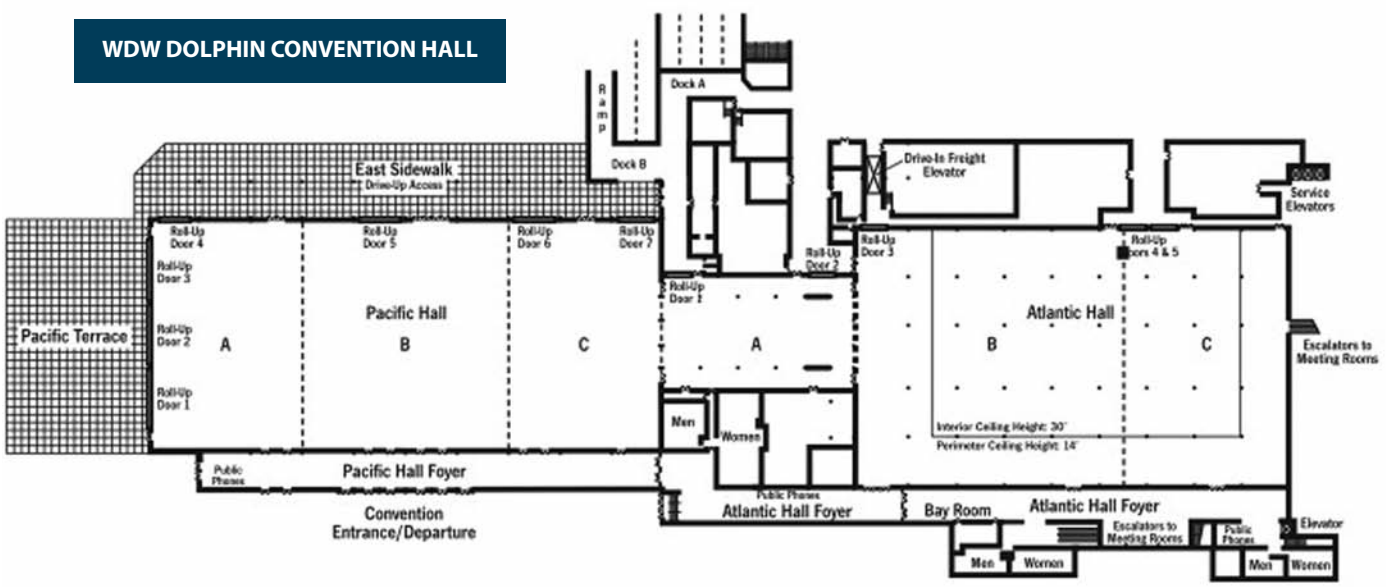 WDW DOLPHIN CONVENTION HALL
Ramp
Dock A
Dock B
East Sidewalk
Drive-Up Access
Drive-In Freight
Elevator
Service
Elevators
Roll-Up
Door 4
Roll-Up
Door 5
Roll-Up
Door 6
Roll-Up
Door 7
Roll-Up
Door 3
Roll-Up
Door 2
Roll-Up
Door 1
Pacific Terrace
Pacific Hall
A
B
C
Roll-Up
Door 1
Roll-Up
Door 2
A
Roll-Up
Door 3
Roll-Up
4 & 5
Atlantic Hall
B
C
Escalators to
Meeting Rooms
Interior Ceiling Height: 30'
Perimeter Ceiling Height: 14'
Men
Women
Public
Phones
Pacific Hall Foyer
Convention
Entrance/Departure
Public Phones
Atlantic Hall Foyer
Bay Room
Atlantic Hall Foyer
Escalators to
Meeting Rooms
Public
Phones
Elevator
Men
Women
Men
Women